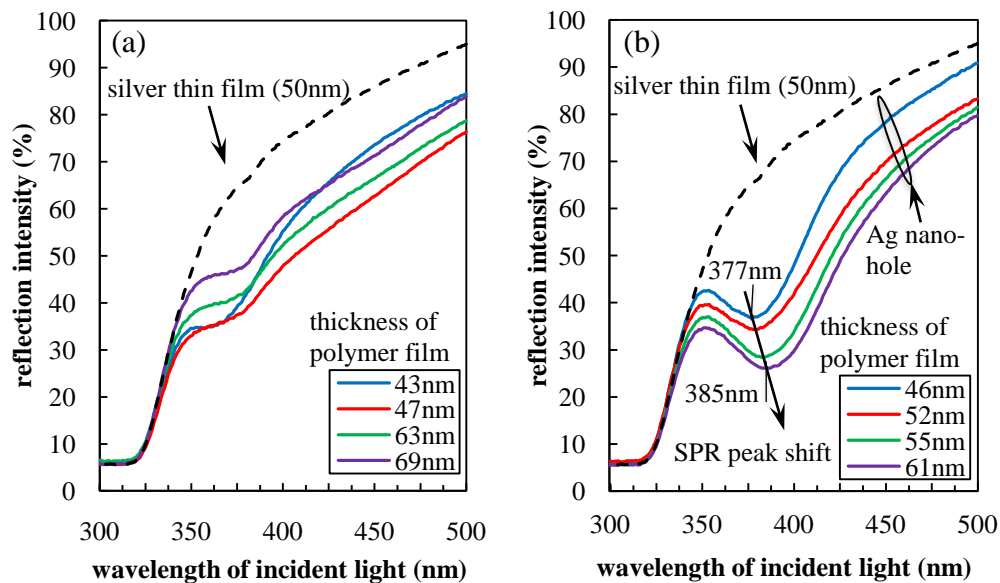 (a)
silver thin film (50nm)
reflection intensity (%)
100
90
80
70
60
50
40
30
20
10
0
thickness of
polymer film
43nm
47nm
63nm
69nm
300
350
400
450
500
wavelength of incident light (nm)
(b)
silver thin film (50nm)
reflection intensity (%)
100
90
80
70
60
50
40
30
20
10
0
Ag nano-
hole
377nm
385nm
SPR peak shift
thickness of
polymer film
46nm
52nm
55nm
61nm
300
350
400
450
500
wavelength of incident light (nm)